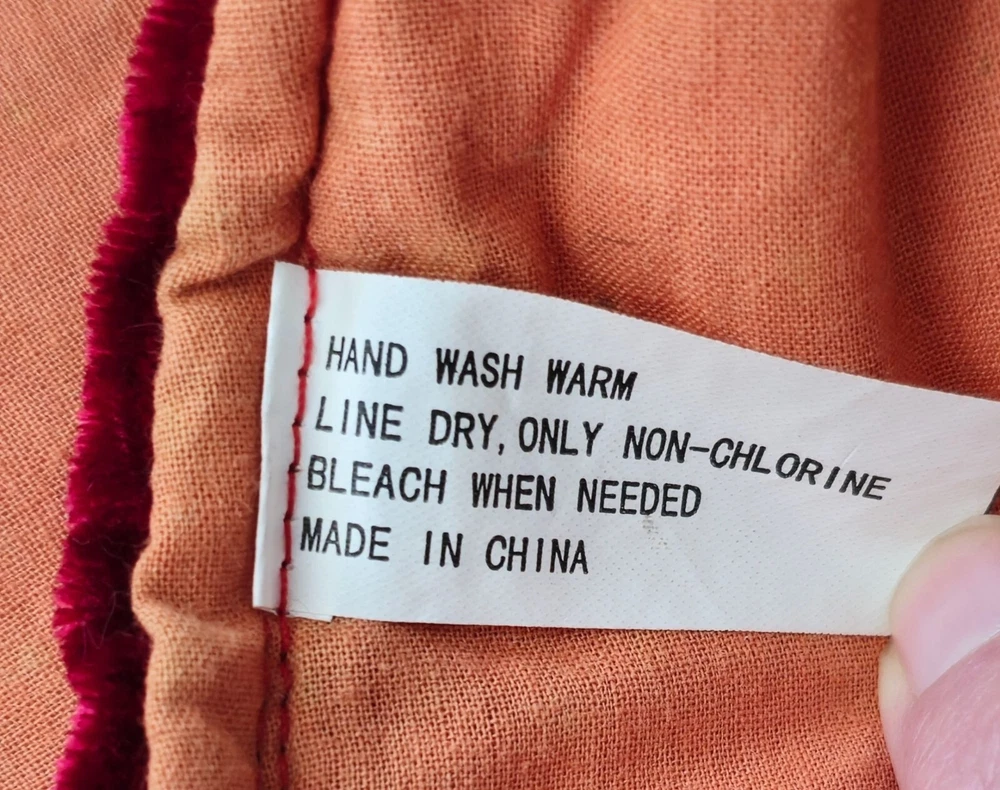 HAND WASH WARM
LINE DRY, ONLY NON-CHLORINE
BLEACH WHEN NEEDED
MADE IN CHINA